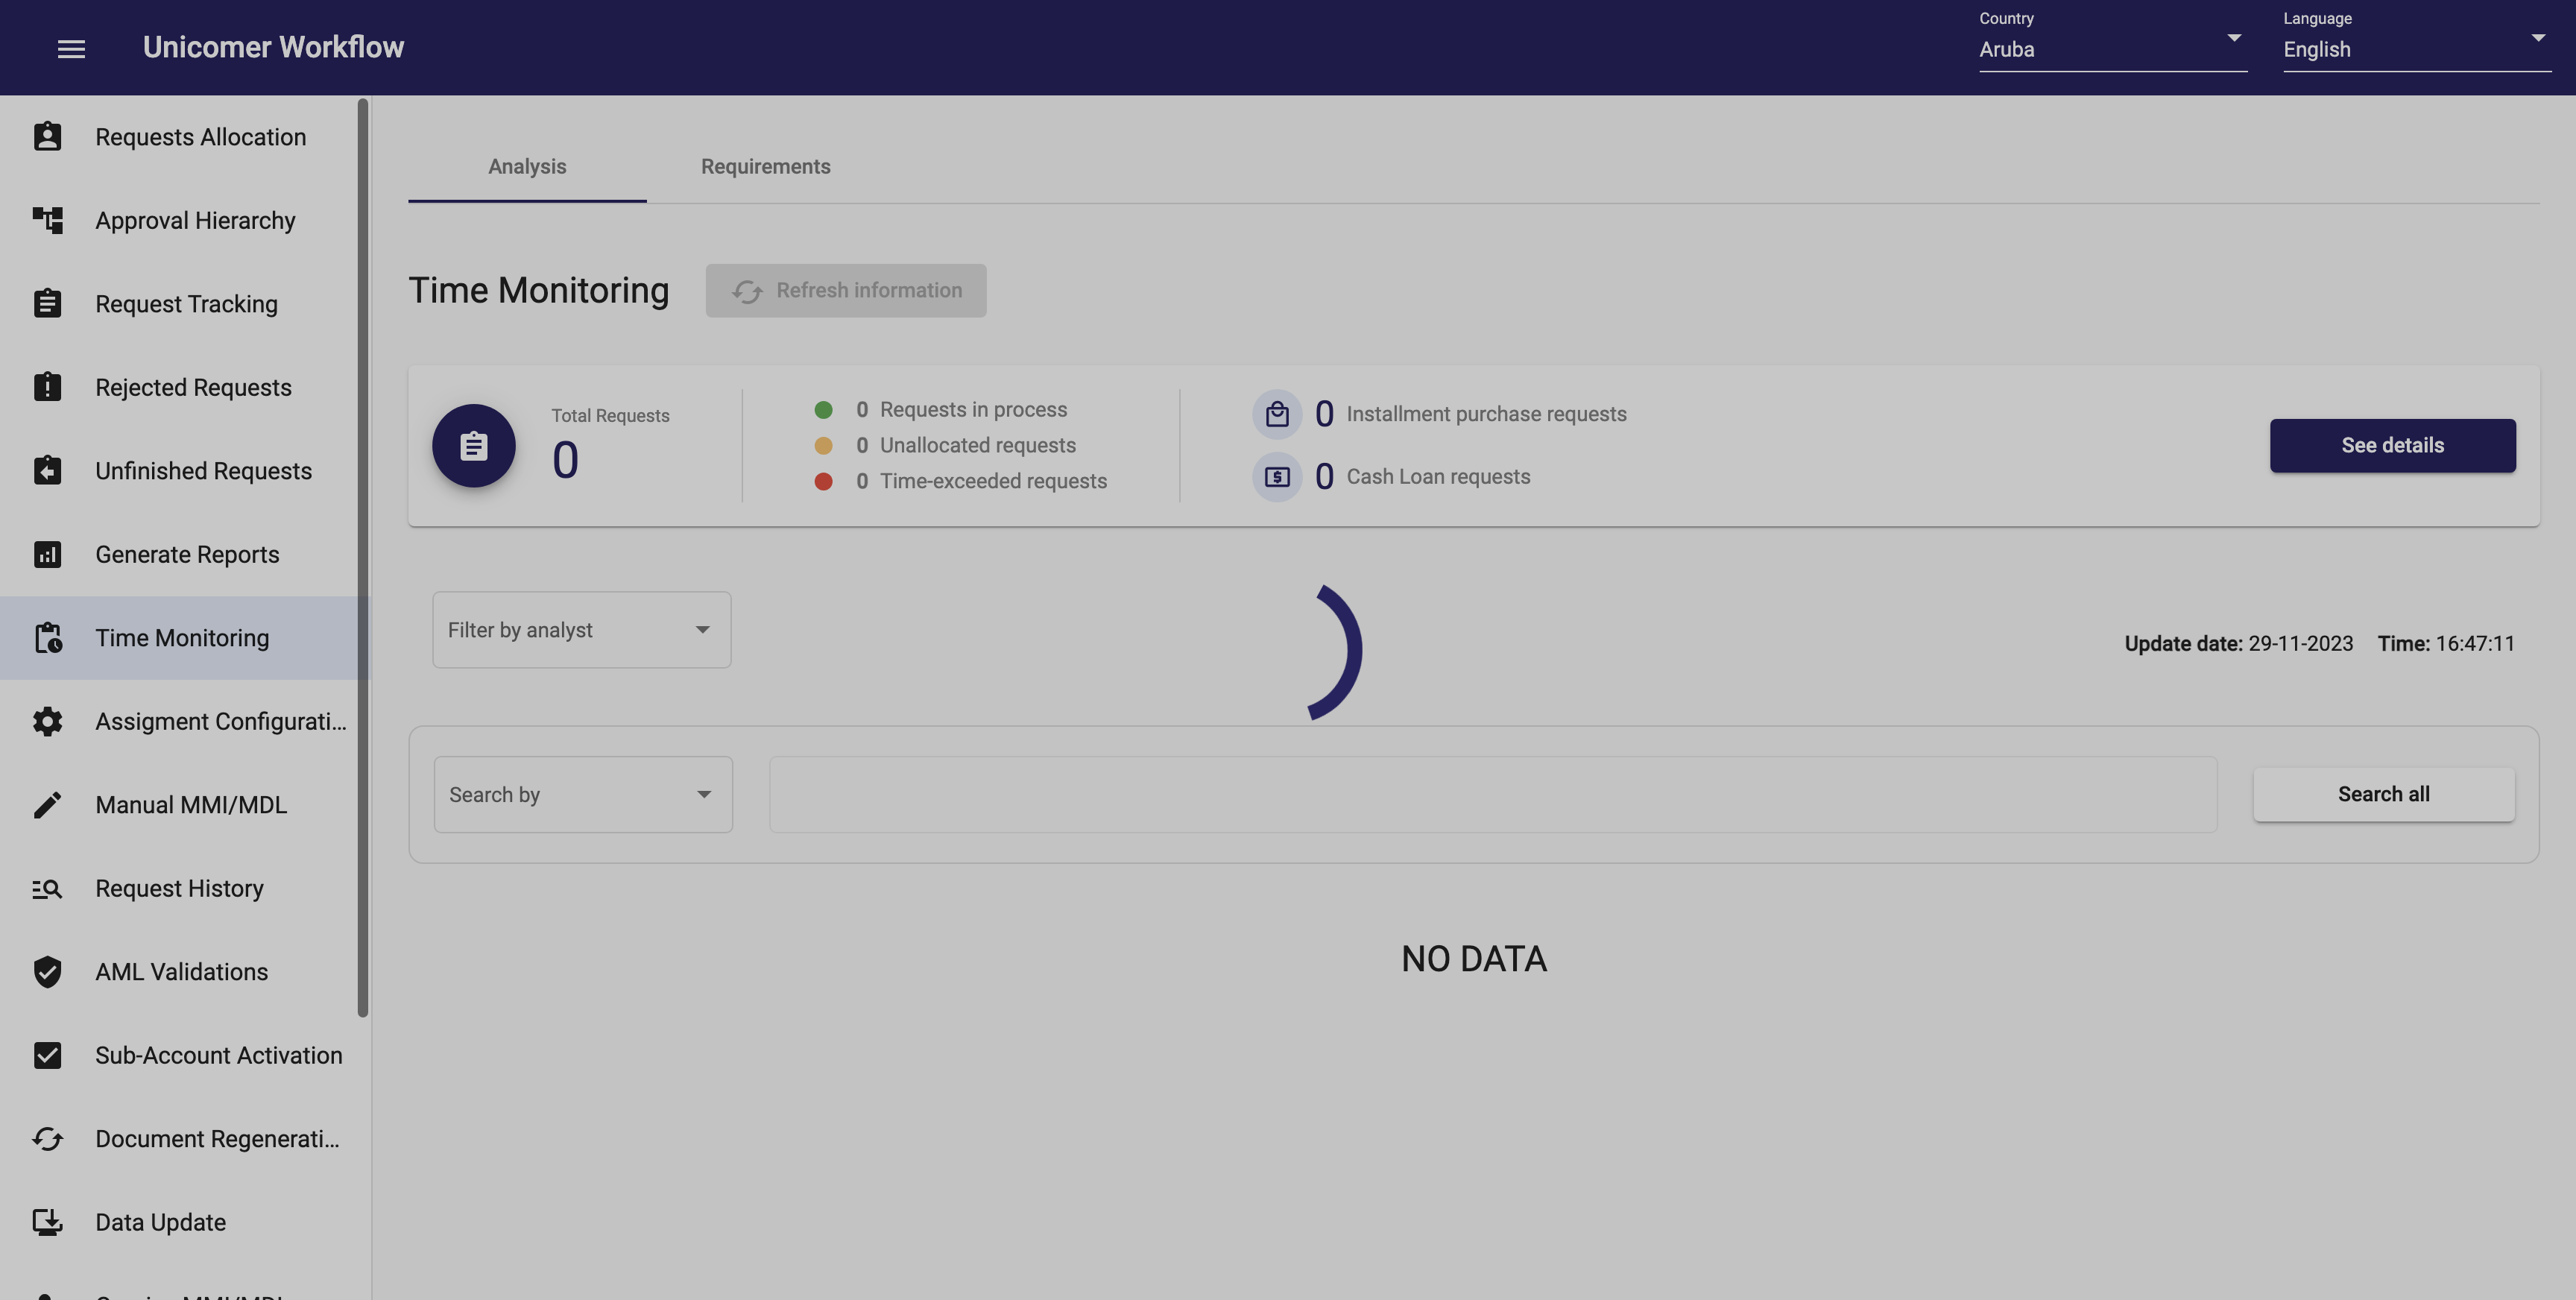 Unicomer Workflow
Country
Aruba
Language
English
Requests Allocation
Approval Hierarchy
Request Tracking
Rejected Requests
Unfinished Requests
Generate Reports
Time Monitoring
Assigment Configurati...
Manual MMI/MDL
Request History
AML Validations
Sub-Account Activation
Document Regenerati...
Data Update
Analysis
Requirements
Time Monitoring
Refresh information
Total Requests
0
0 Requests in process
0 Unallocated requests
0 Time-exceeded requests
0 Installment purchase requests
0 Cash Loan requests
See details
Filter by analyst
Update date: 29-11-2023 Time: 16:47:11
Search by
Search all
NO DATA